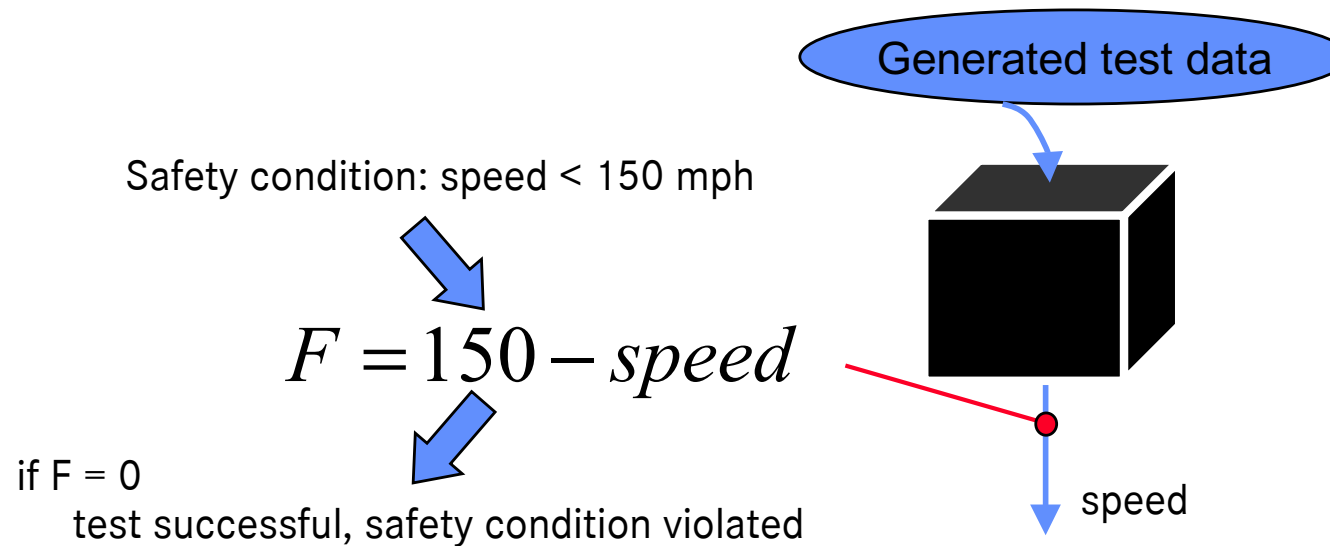 Generated test data
Safety condition: speed < 150 mph
F = 150 − speed
if F = 0
test successful, safety condition violated
speed